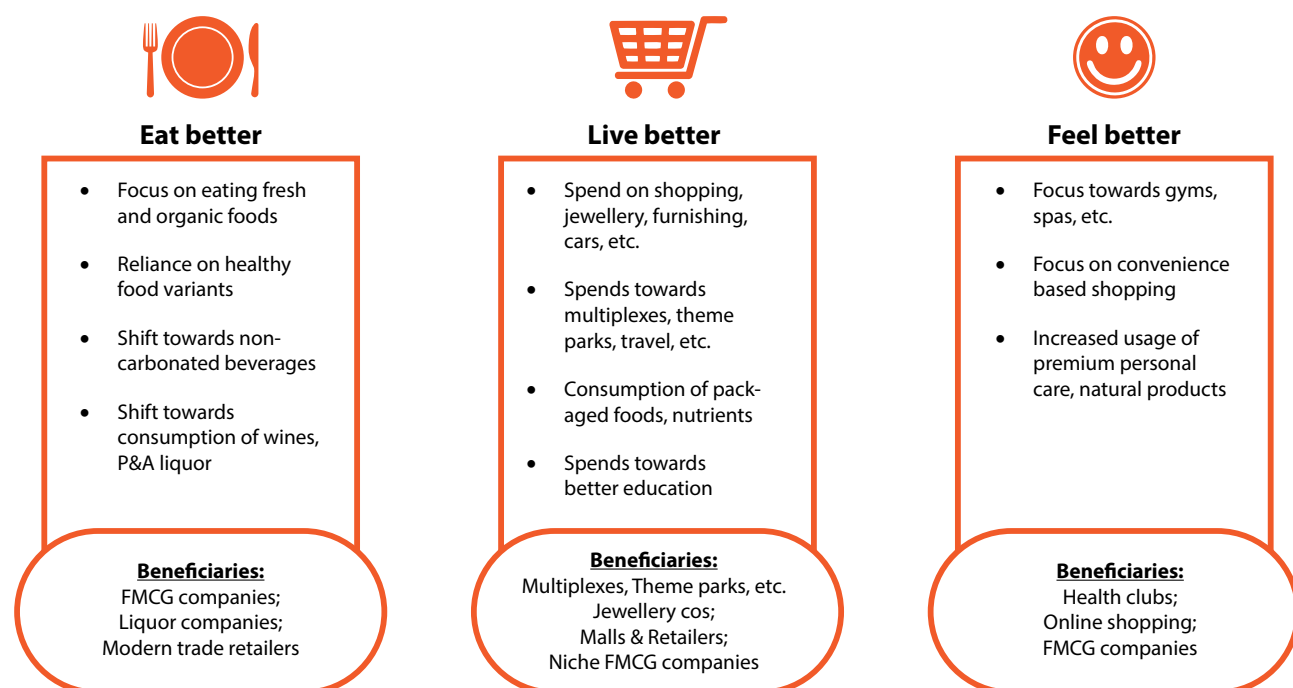 Eat better
• Focus on eating fresh
and organic foods
• Reliance on healthy
food variants
• Shift towards non-
carbonated beverages
• Shift towards
consumption of wines,
P&A liquor
Beneficiaries:
FMCG companies;
Liquor companies;
Modern trade retailers
Live better
• Spend on shopping,
jewellery, furnishing,
cars, etc.
• Spends towards
multiplexes, theme
parks, travel, etc.
• Consumption of pack-
aged foods, nutrients
• Spends towards
better education
Beneficiaries:
Multiplexes, Theme parks, etc.
Jewellery cos;
Malls & Retailers;
Niche FMCG companies
Feel better
• Focus towards gyms,
spas, etc.
• Focus on convenience
based shopping
• Increased usage of
premium personal
care, natural products
Beneficiaries:
Health clubs;
Online shopping;
FMCG companies